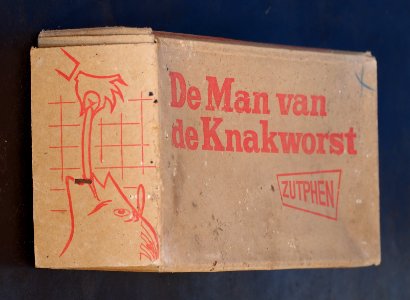 De Man van
de Knakworst
ZUTPHEN